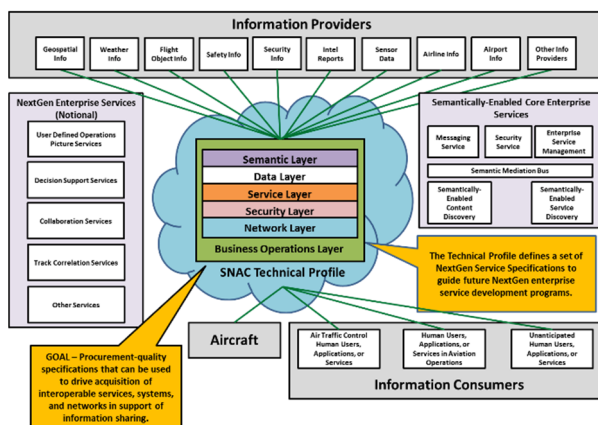 Information Providers
Geospatial
Info
Weather
Info
Flight
Object Info
Safety Info
Security
Info
Intel
Reports
Sensor
Data
Airline Info
Airport
Info
Other Info
Providers
NextGen Enterprise Services
(Notional)
User Defined Operations
Picture Services
Decision Support Services
Collaboration Services
Track Correlation Services
Other Services
Semantic Layer
Data Layer
Service Layer
Security Layer
Network Layer
Business Operations Layer
SNAC Technical Profile
Semantically-Enabled Core Enterprise
Services
Messaging
Service
Security
Service
Enterprise
Service
Management
Semantic Mediation Bus
Semantically-
Enabled
Content
Discovery
Semantically-
Enabled
Service
Discovery
The Technical Profile defines a set of
NextGen Service Specifications to
guide future NextGen enterprise
service development programs.
GOAL – Procurement-quality
specifications that can be used
to drive acquisition of
interoperable services, systems,
and networks in support of
information sharing.
Aircraft
Air Traffic Control
Human Users,
Applications, or
Services
Human Users,
Applications, or
Services in Aviation
Operations
Unanticipated
Human Users,
Applications, or
Services
Information Consumers